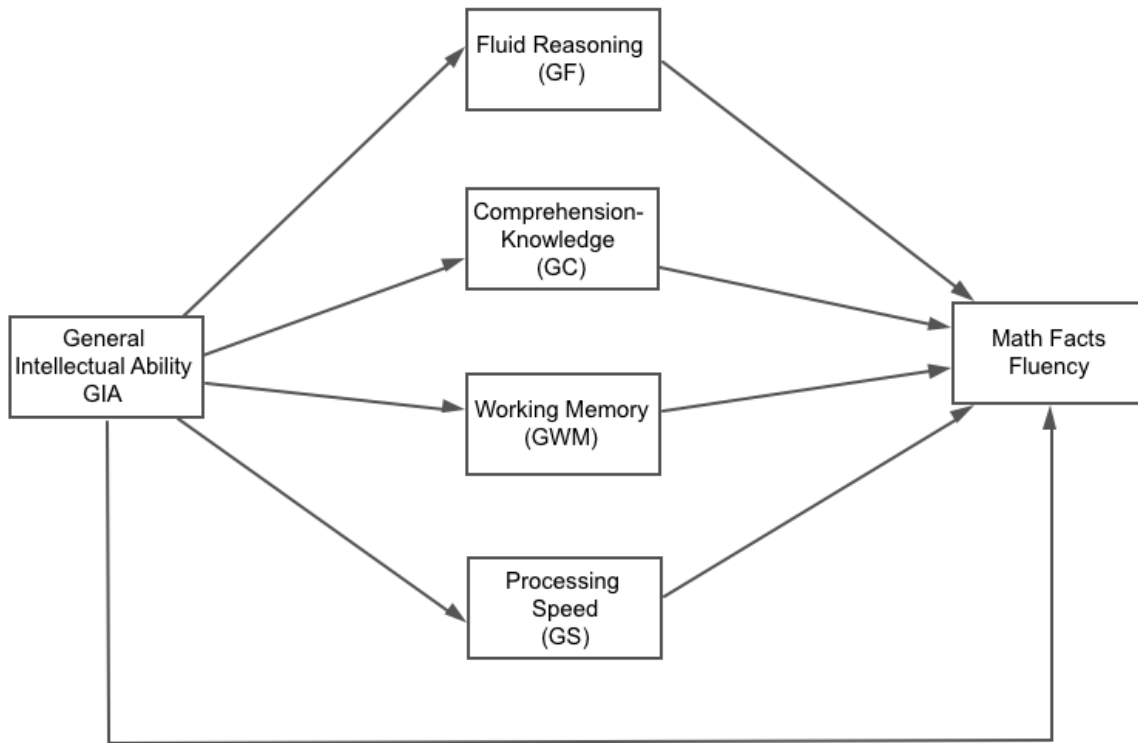 Fluid Reasoning
(GF)
Comprehension-
Knowledge
(GC)
General
Intellectual Ability
GIA
Math Facts
Fluency
Working Memory
(GWM)
Processing
Speed
(GS)